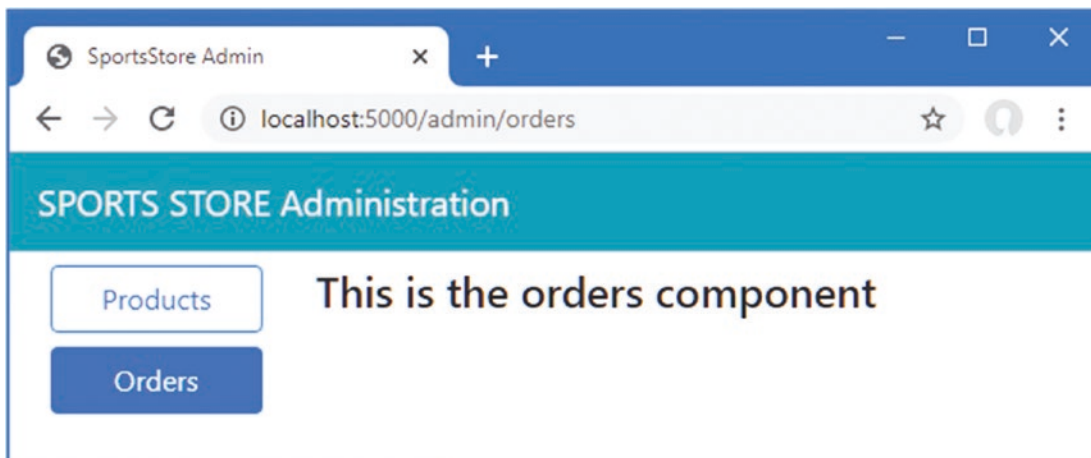 SportsStore Admin
localhost:5000/admin/orders
SPORTS STORE Administration
Products
This is the orders component
Orders